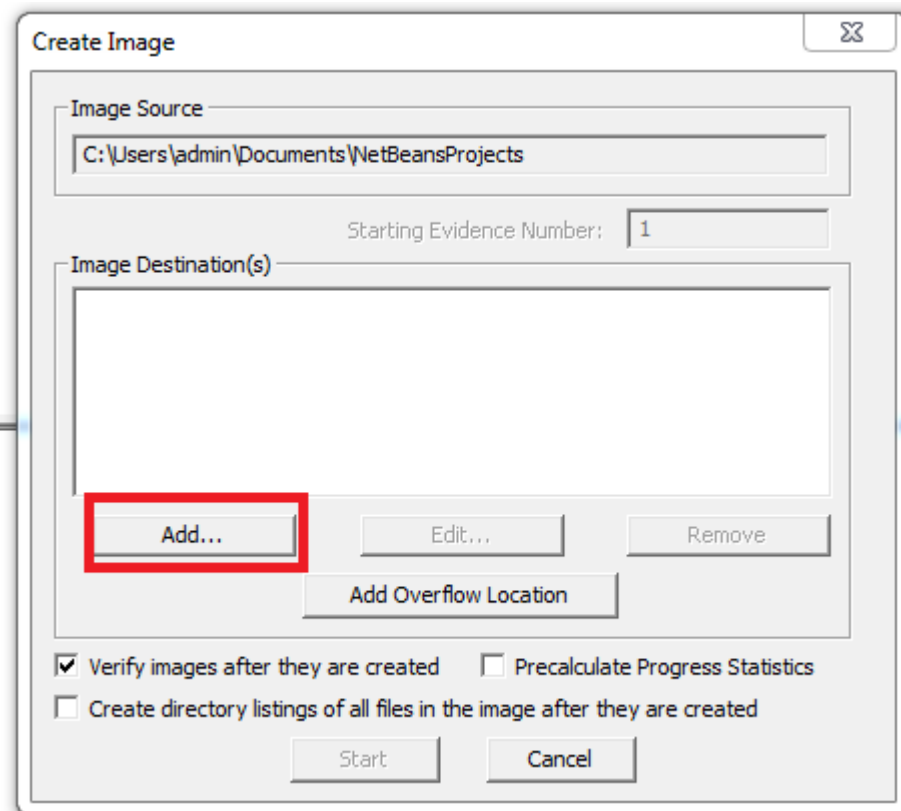 Create Image
Image Source
C:\Users\admin\Documents\NetBeansProjects
Starting Evidence Number: 1
Image Destination(s)
Add... Edit... Remove
Add Overflow Location
Verify images after they are created Precalculate Progress Statistics
Create directory listings of all files in the image after they are created
Start Cancel